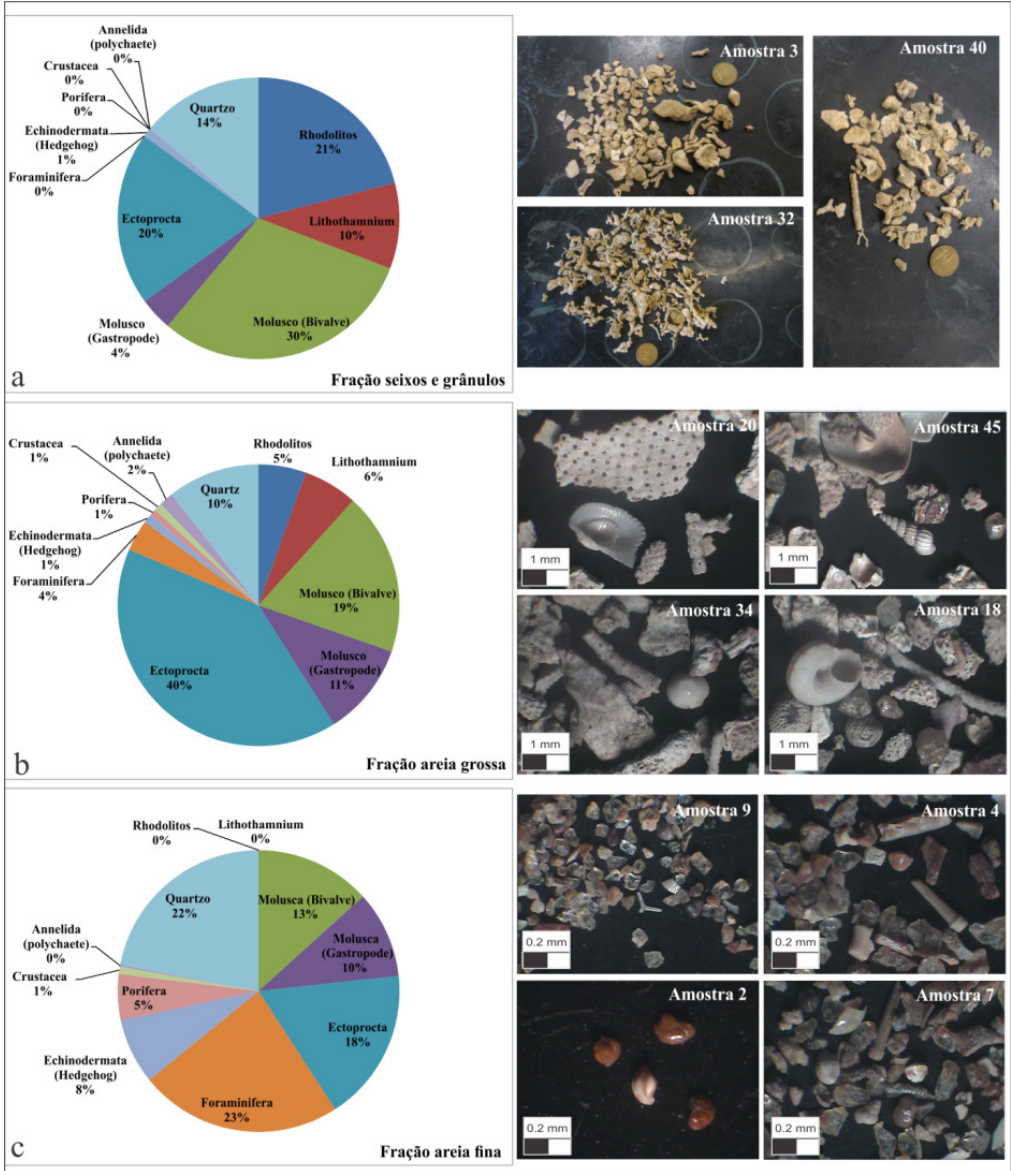 Annelida
(polychaete)
0%
Crustacea
0%
Porifera
0%
Echinodermata
(Hedgehog)
1%
Foraminifera
0%
Quartzo
14%
Rhodolitos
21%
Lithothamnium
10%
Ectoprocta
20%
Molusco
(Gastropode)
4%
Molusco (Bivalve)
30%
a
Fração seixos e grânulos
Amostra 3
Amostra 32
Amostra 40
Crustacea
1%
Annelida
(polychaete)
2%
Porifera
1%
Echinodermata
(Hedgehog)
1%
Foraminifera
4%
Quartz
10%
Rhodolitos
5%
Lithothamnium
6%
Molusco (Bivalve)
19%
Molusco
(Gastropode)
11%
Ectoprocta
40%
b
Fração areia grossa
Amostra 20
1 mm
Amostra 45
1 mm
Amostra 34
1 mm
Amostra 18
1 mm
Rhodolitos
0%
Lithothamnium
0%
Quartzo
22%
Molusca (Bivalve)
13%
Molusca
(Gastropode)
10%
Annelida
(polychaete)
0%
Crustacea
1%
Porifera
5%
Ectoprocta
18%
Echinodermata
(Hedgehog)
8%
Foraminifera
23%
c
Fração areia fina
Amostra 9
0.2 mm
Amostra 4
0.2 mm
Amostra 2
0.2 mm
Amostra 7
0.2 mm